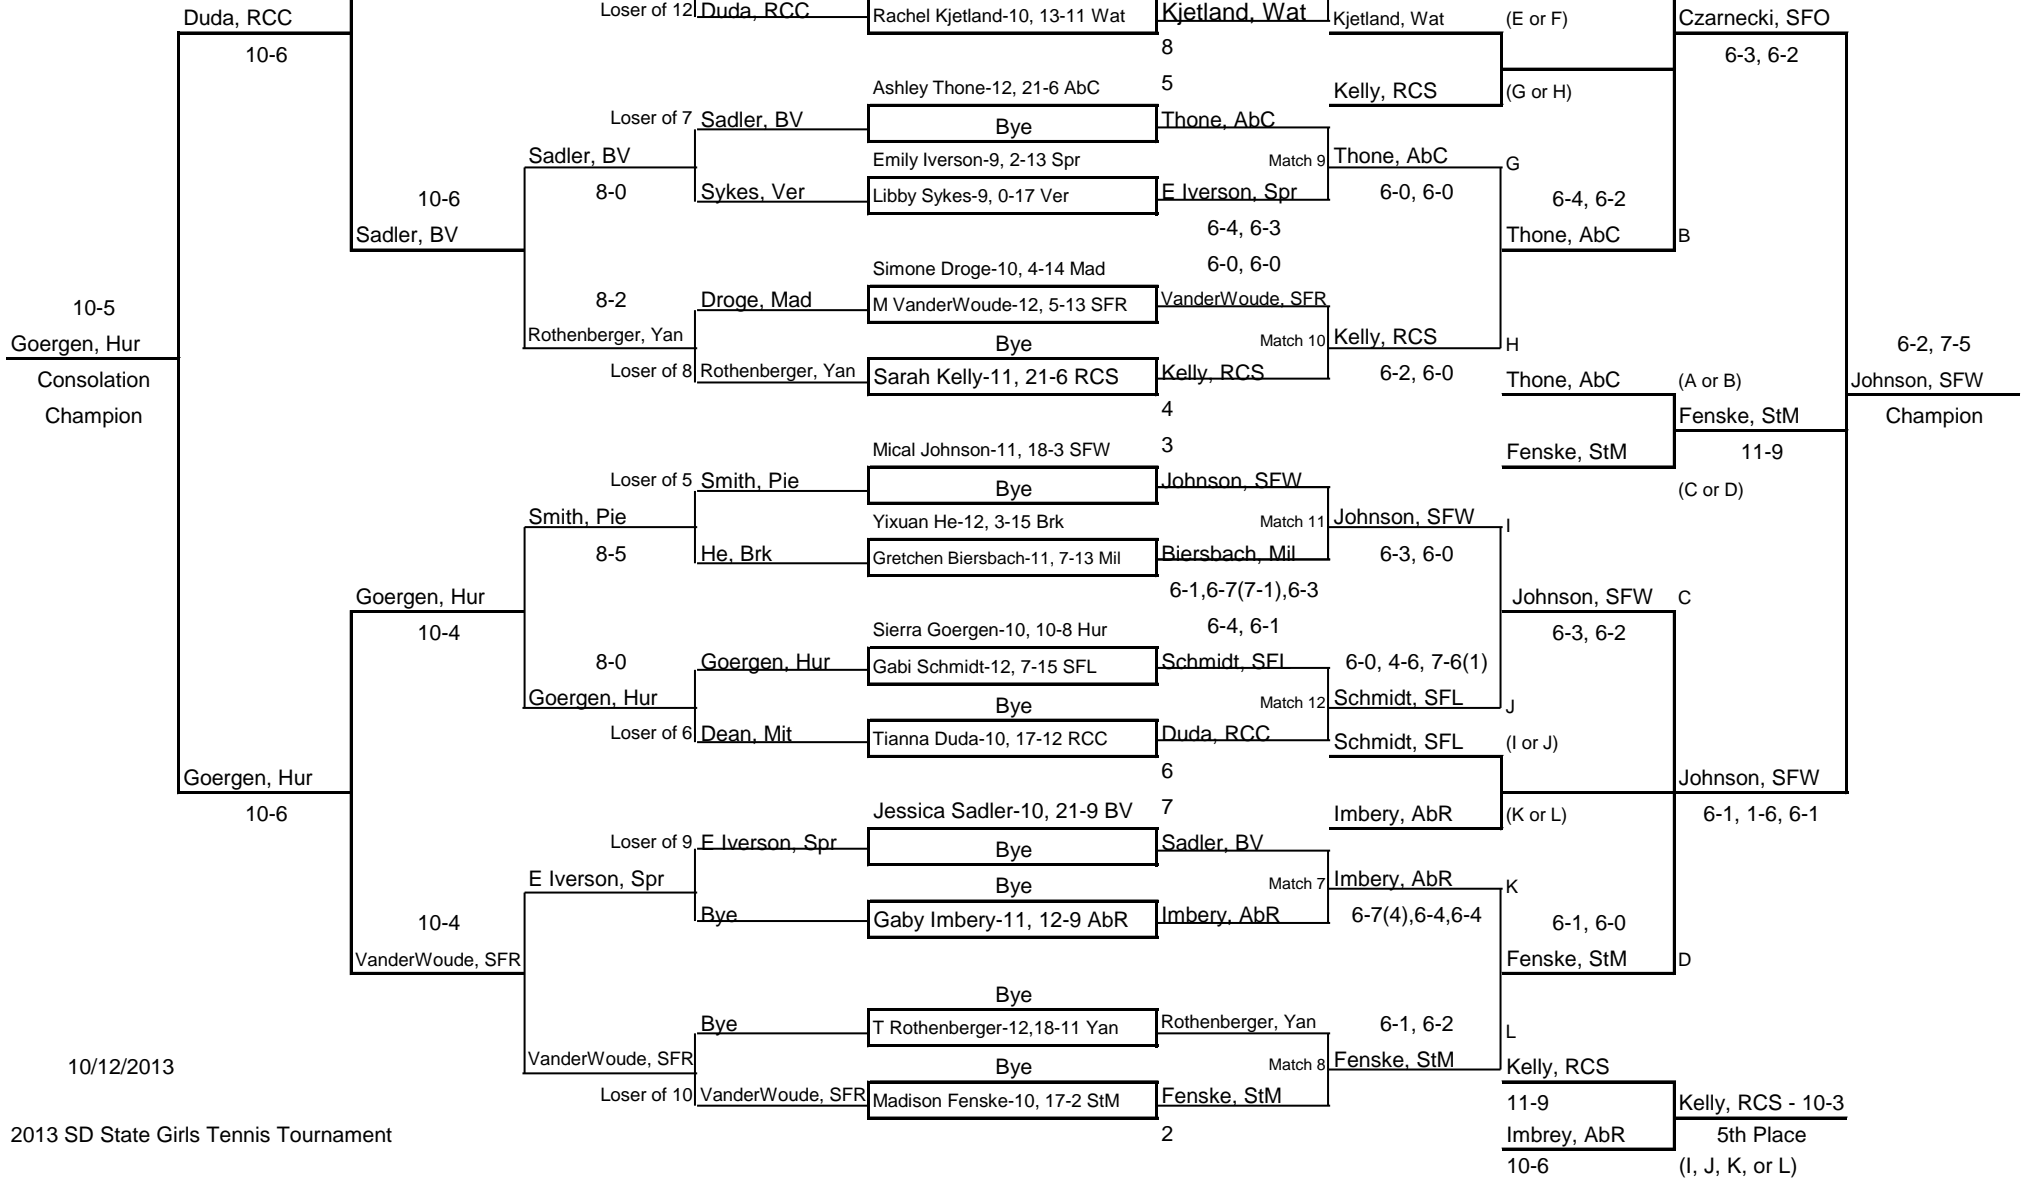 Duda, RCC
10-6
Loser of 12
Duda, RCC
Rachel Kjetland-10, 13-11 Wat
Kjetland, Wat
Kjetland, Wat
(E or F)
Czarnecki, SFO
8
6-3, 6-2
Ashley Thone-12, 21-6 AbC
5
Kelly, RCS
(G or H)
Loser of 7
Sadler, BV
Bye
Thone, AbC
Sadler, BV
Emily Iverson-9, 2-13 Spr
Match 9
Thone, AbC
G
10-6
8-0
Sykes, Ver
Libby Sykes-9, 0-17 Ver
E Iverson, Spr
6-0, 6-0
6-4, 6-2
Sadler, BV
6-4, 6-3
Thone, AbC
B
Simone Droge-10, 4-14 Mad
6-0, 6-0
10-5
8-2
Droge, Mad
M VanderWoude-12, 5-13 SFR
VanderWoude, SFR
Goergen, Hur
Rothenberger, Yan
Bye
Match 10
Kelly, RCS
H
6-2, 7-5
Consolation
Loser of 8
Rothenberger, Yan
Sarah Kelly-11, 21-6 RCS
Kelly, RCS
6-2, 6-0
Thone, AbC
(A or B)
Johnson, SFW
Champion
4
Fenske, StM
Champion
Mical Johnson-11, 18-3 SFW
3
Fenske, StM
11-9
Loser of 5
Smith, Pie
Bye
Johnson, SFW
(C or D)
Smith, Pie
Yixuan He-12, 3-15 Brk
Match 11
Johnson, SFW
I
8-5
He, Brk
Gretchen Biersbach-11, 7-13 Mil
Biersbach, Mil
6-3, 6-0
Goergen, Hur
6-1,6-7(7-1),6-3
Johnson, SFW
C
10-4
Sierra Goergen-10, 10-8 Hur
6-4, 6-1
6-3, 6-2
8-0
Goergen, Hur
Gabi Schmidt-12, 7-15 SFL
Schmidt, SFL
6-0, 4-6, 7-6(1)
Goergen, Hur
Bye
Match 12
Schmidt, SFL
J
Loser of 6
Dean, Mit
Tianna Duda-10, 17-12 RCC
Duda, RCC
Schmidt, SFL
(I or J)
Goergen, Hur
6
Johnson, SFW
10-6
Jessica Sadler-10, 21-9 BV
7
Imbery, AbR
(K or L)
6-1, 1-6, 6-1
Loser of 9
E Iverson, Spr
Bye
Sadler, BV
E Iverson, Spr
Bye
Match 7
Imbery, AbR
K
10-4
Bye
Gaby Imbery-11, 12-9 AbR
Imbery, AbR
6-7(4),6-4,6-4
6-1, 6-0
VanderWoude, SFR
Fenske, StM
D
Bye
Bye
T Rothenberger-12,18-11 Yan
Rothenberger, Yan
6-1, 6-2
L
10/12/2013
VanderWoude, SFR
Bye
Match 8
Fenske, StM
Kelly, RCS
Loser of 10
VanderWoude, SFR
Madison Fenske-10, 17-2 StM
Fenske, StM
11-9
Kelly, RCS - 10-3
2013 SD State Girls Tennis Tournament
2
Imbrey, AbR
5th Place
10-6
(I, J, K, or L)